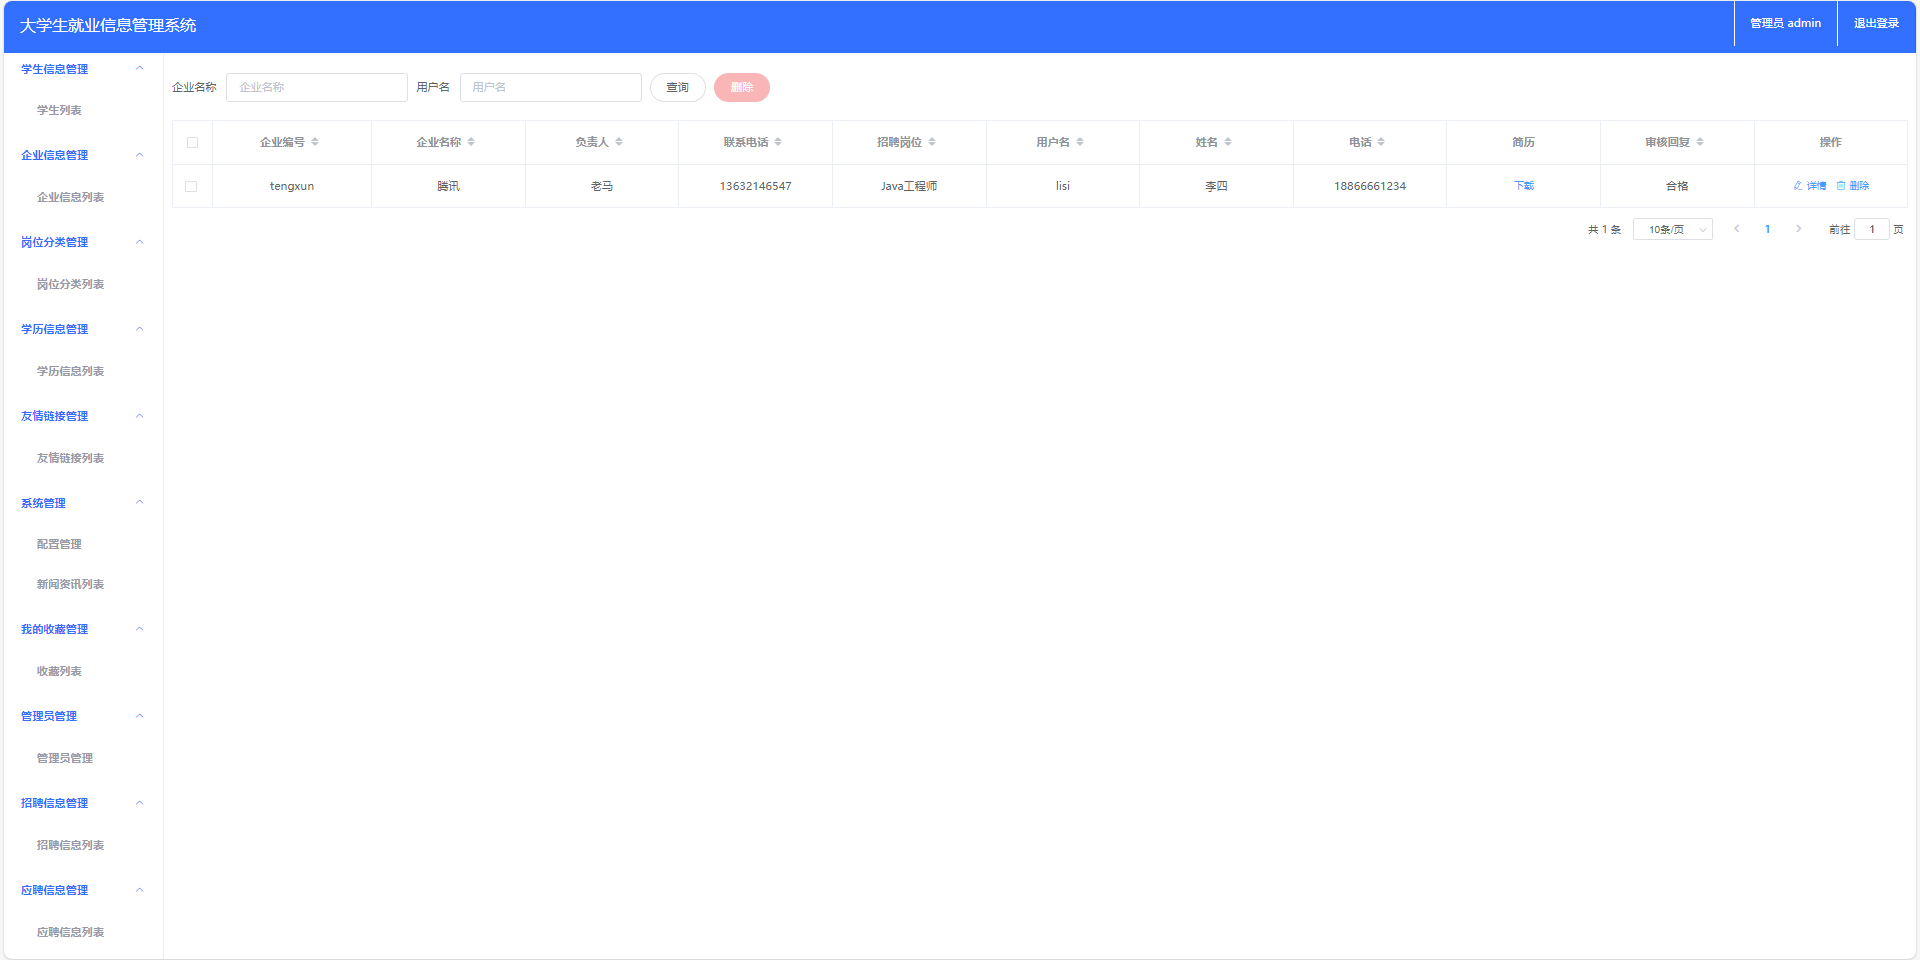 大学生就业信息管理系统
管理员 admin
退出登录
学生信息管理
学生列表
企业信息管理
企业信息列表
岗位分类管理
岗位分类列表
学历信息管理
学历信息列表
友情链接管理
友情链接列表
系统管理
配置管理
新闻资讯列表
我的收藏管理
收藏列表
管理员管理
管理员管理
招聘信息管理
招聘信息列表
应聘信息管理
应聘信息列表
企业名称 企业名称 用户名 用户名 查询 删除
企业编号 企业名称 负责人 联系电话 招聘岗位 用户名 姓名 电话 简历 审核回复 操作
tengxun 腾讯 老马 13632146547 Java工程师 lisi 李四 18866661234 下载 合格 详情 删除
共 1 条 10条/页 1 前往 1 页